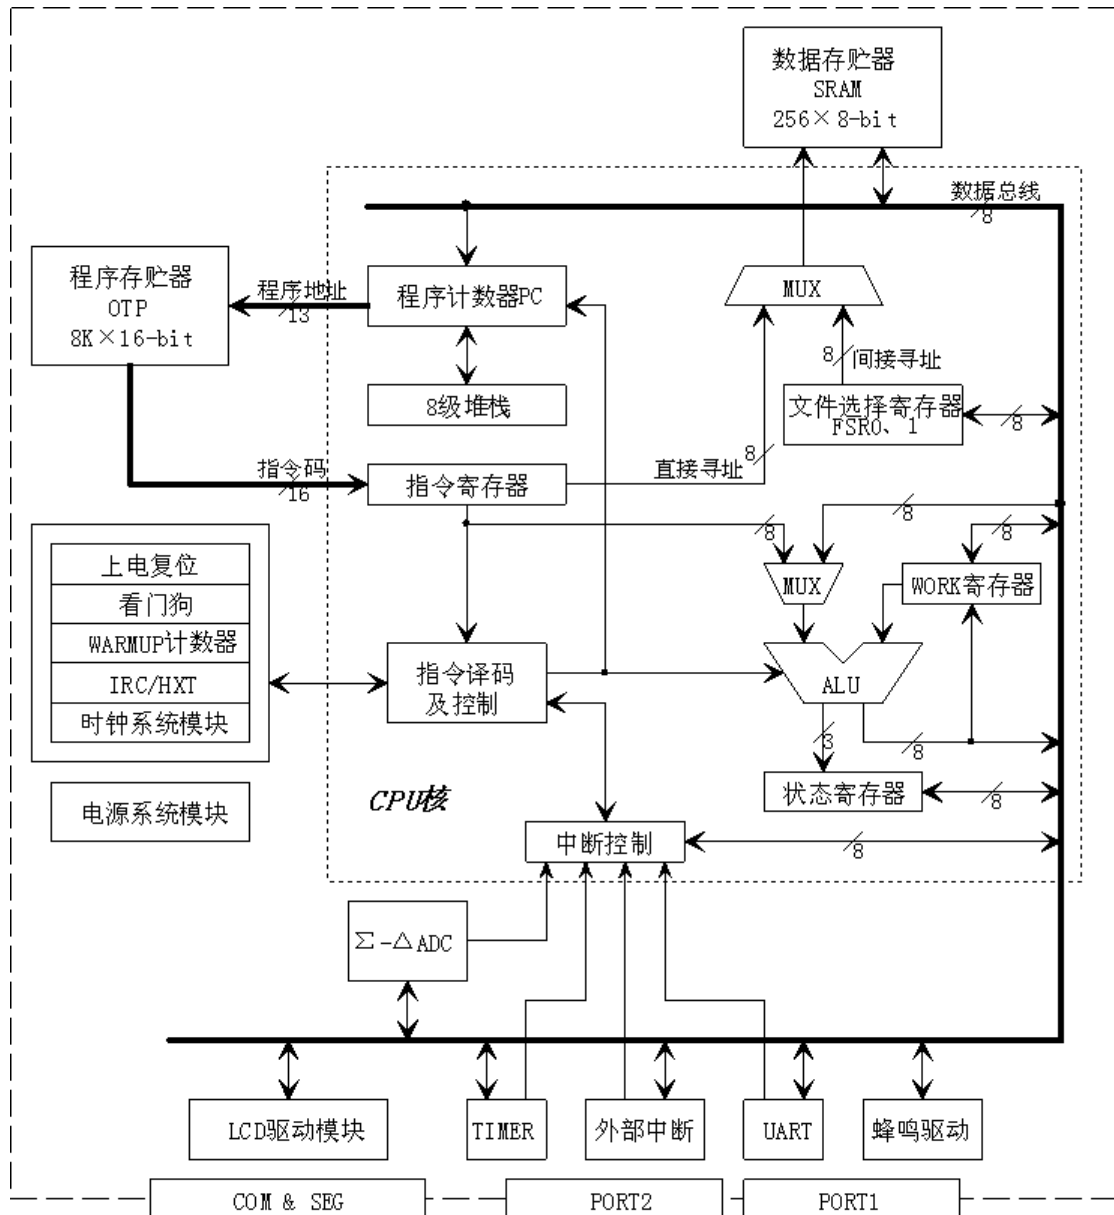 数据存贮器
SRAM
256×8-bit
数据总线
8
程序存贮器
OTP
8K×16-bit
程序地址
13
程序计数器PC
MUX
8
间接寻址
8级堆栈
文件选择寄存器
FSR0、1
8
指令码
16
指令寄存器
直接寻址
8
8
8
8
上电复位
看门狗
WARMUP计数器
IRC/HXT
时钟系统模块
MUX
WORK寄存器
指令译码
及控制
ALU
3
8
电源系统模块
CPU核
状态寄存器
8
中断控制
8
Σ-△ADC
LCD驱动模块
TIMER
外部中断
UART
蜂鸣驱动
COM & SEG
PORT2
PORT1